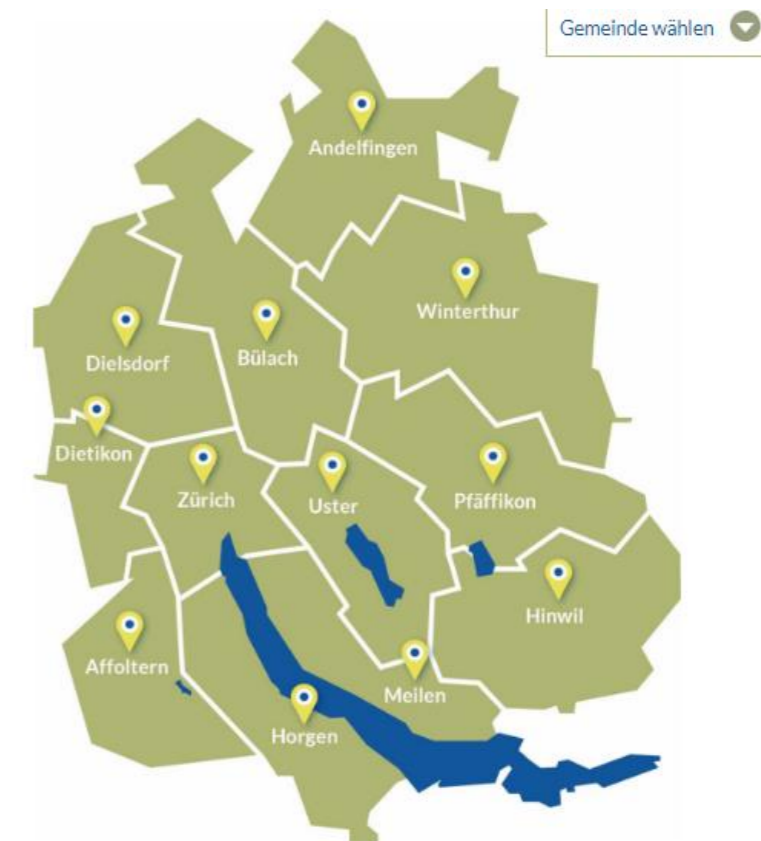 Gemeinde wählen
Andelfingen
Winterthur
Bülach
Dielsdorf
Dietikon
Zürich
Uster
Pfäffikon
Hinwil
Affoltern
Meilen
Horgen